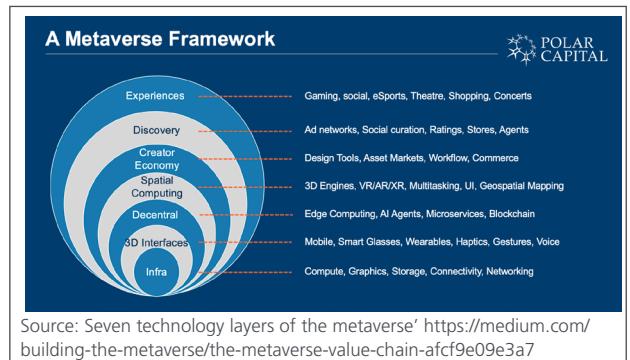 A Metaverse Framework
POLAR
CAPITAL
Experiences
Gaming, social, eSports, Theatre, Shopping, Concerts
Discovery
Ad networks, Social curation, Ratings, Stores, Agents
Creator
Economy
Design Tools, Asset Markets, Workflow, Commerce
Spatial
Computing
3D Engines, VR/AR/XR, Multitasking, UI, Geospatial Mapping
Decentral
Edge Computing, AI Agents, Microservices, Blockchain
3D Interfaces
Mobile, Smart Glasses, Wearables, Haptics, Gestures, Voice
Infra
Compute, Graphics, Storage, Connectivity, Networking
Source: Seven technology layers of the metaverse’ https://medium.com/
building-the-metaverse/the-metaverse-value-chain-afcf9e09e3a7